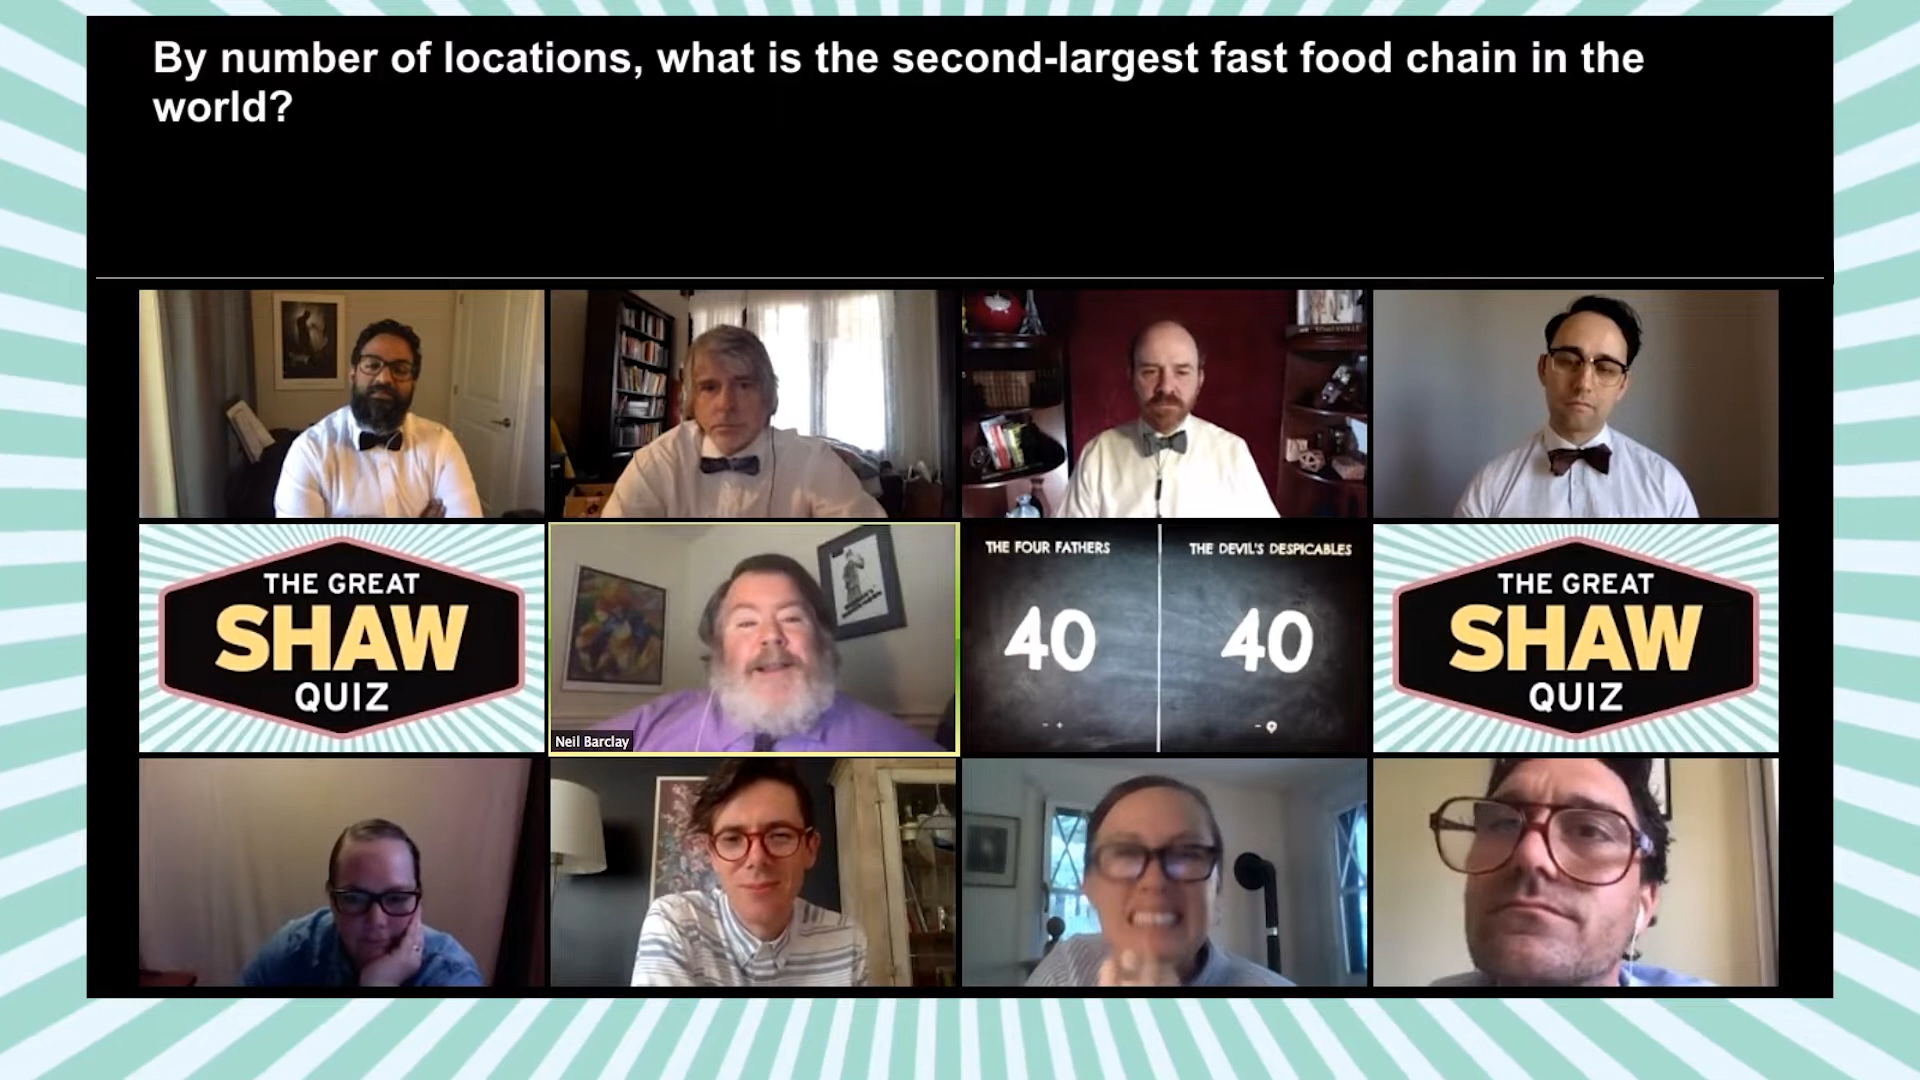 By number of locations, what is the second-largest fast food chain in the
world?
THE GREAT
SHAW
QUIZ
Neil Barclay
THE FOUR FATHERS
THE DEVIL'S DESPICABLES
40
40
- +
- +
THE GREAT
SHAW
QUIZ